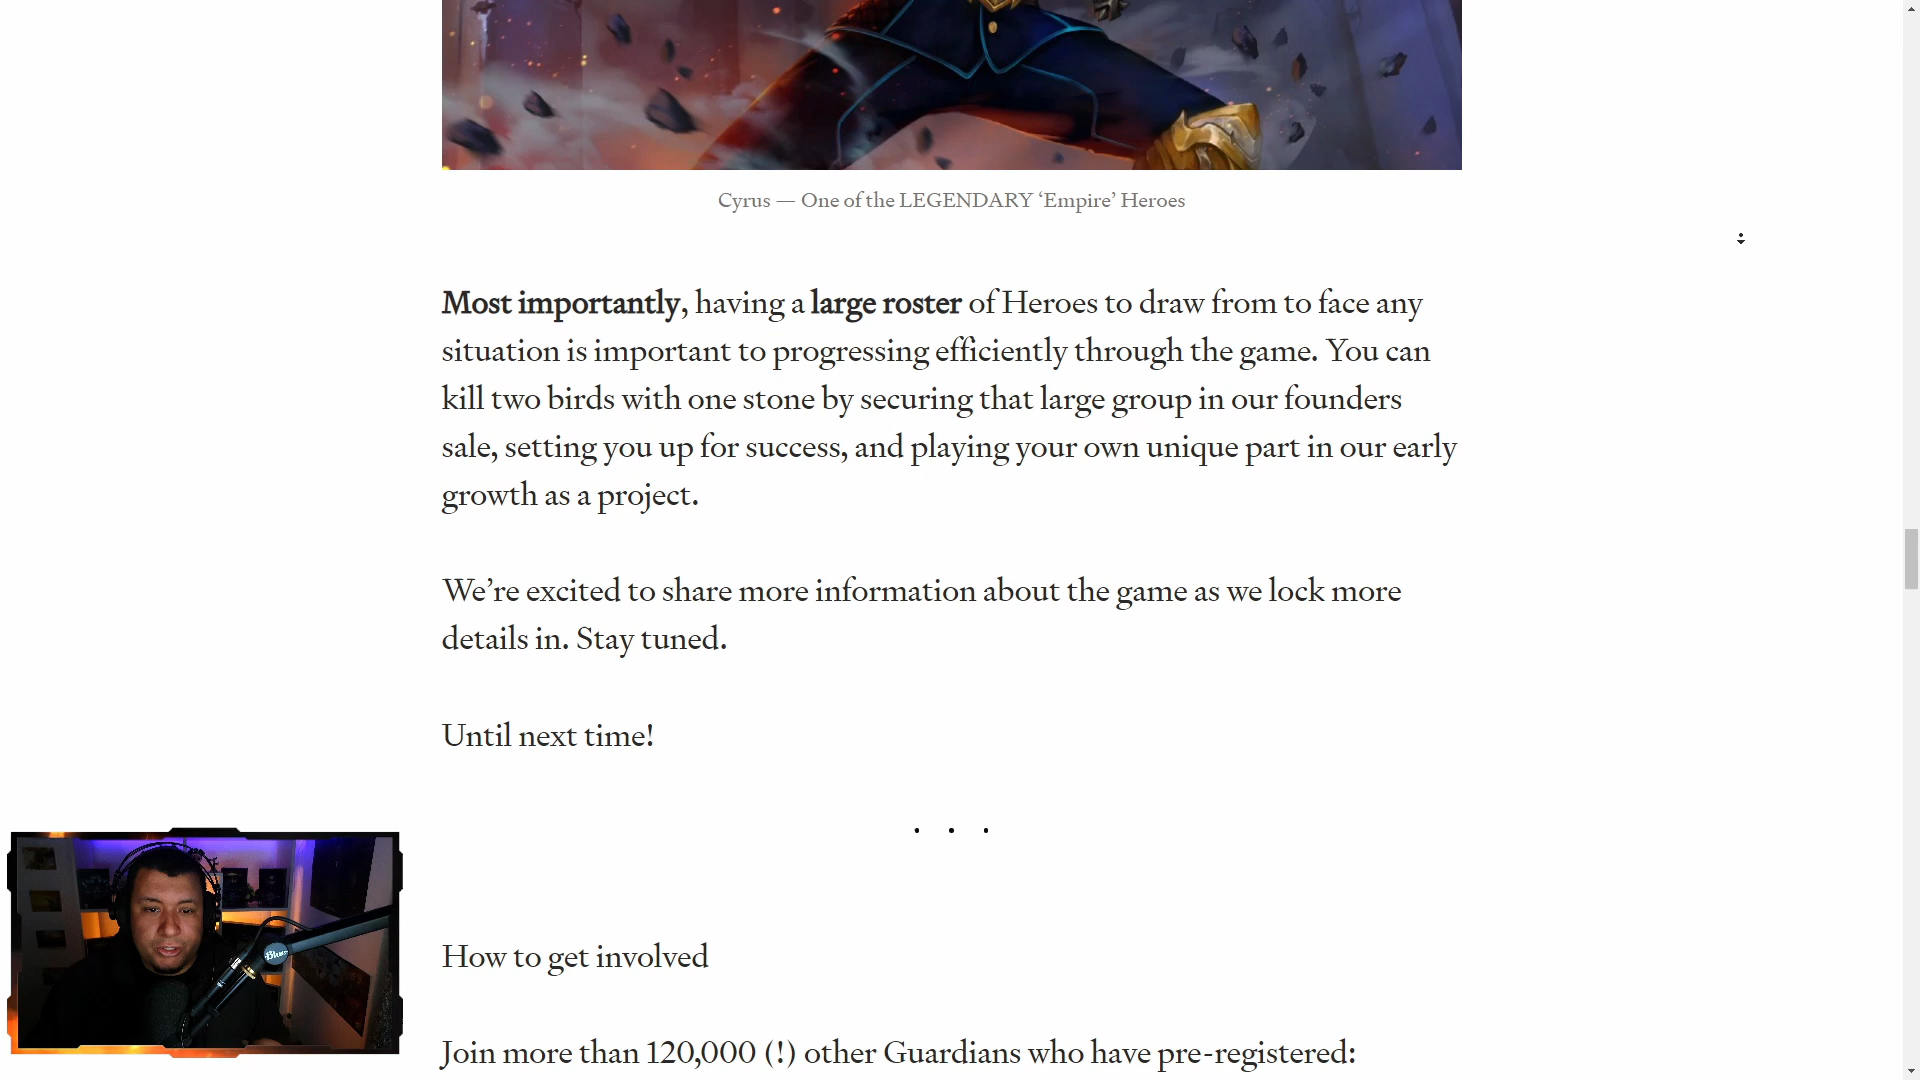 Cyrus — One of the LEGENDARY ‘Empire’ Heroes
Most importantly, having a large roster of Heroes to draw from to face any
situation is important to progressing efficiently through the game. You can
kill two birds with one stone by securing that large group in our founders
sale, setting you up for success, and playing your own unique part in our early
growth as a project.
We’re excited to share more information about the game as we lock more
details in. Stay tuned.
Until next time!
. . .
How to get involved
Blue
Join more than 120,000 (!) other Guardians who have pre-registered: